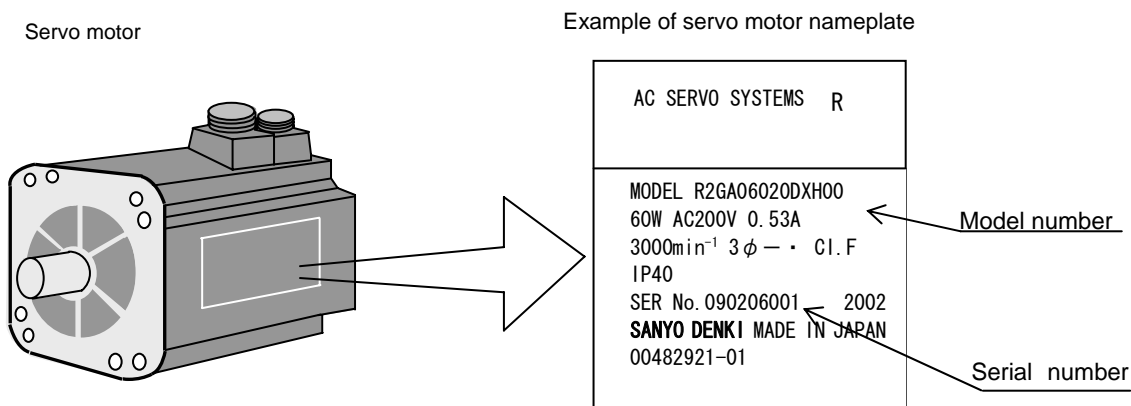 Servo motor
Example of servo motor nameplate
AC SERVO SYSTEMS R
MODEL R2GA06020DXH00
60W AC200V 0.53A
3000min⁻¹ 3φ－・ CI.F
IP40
SER No.090206001 2002
SANYO DENKI MADE IN JAPAN
00482921-01
Model number
Serial number